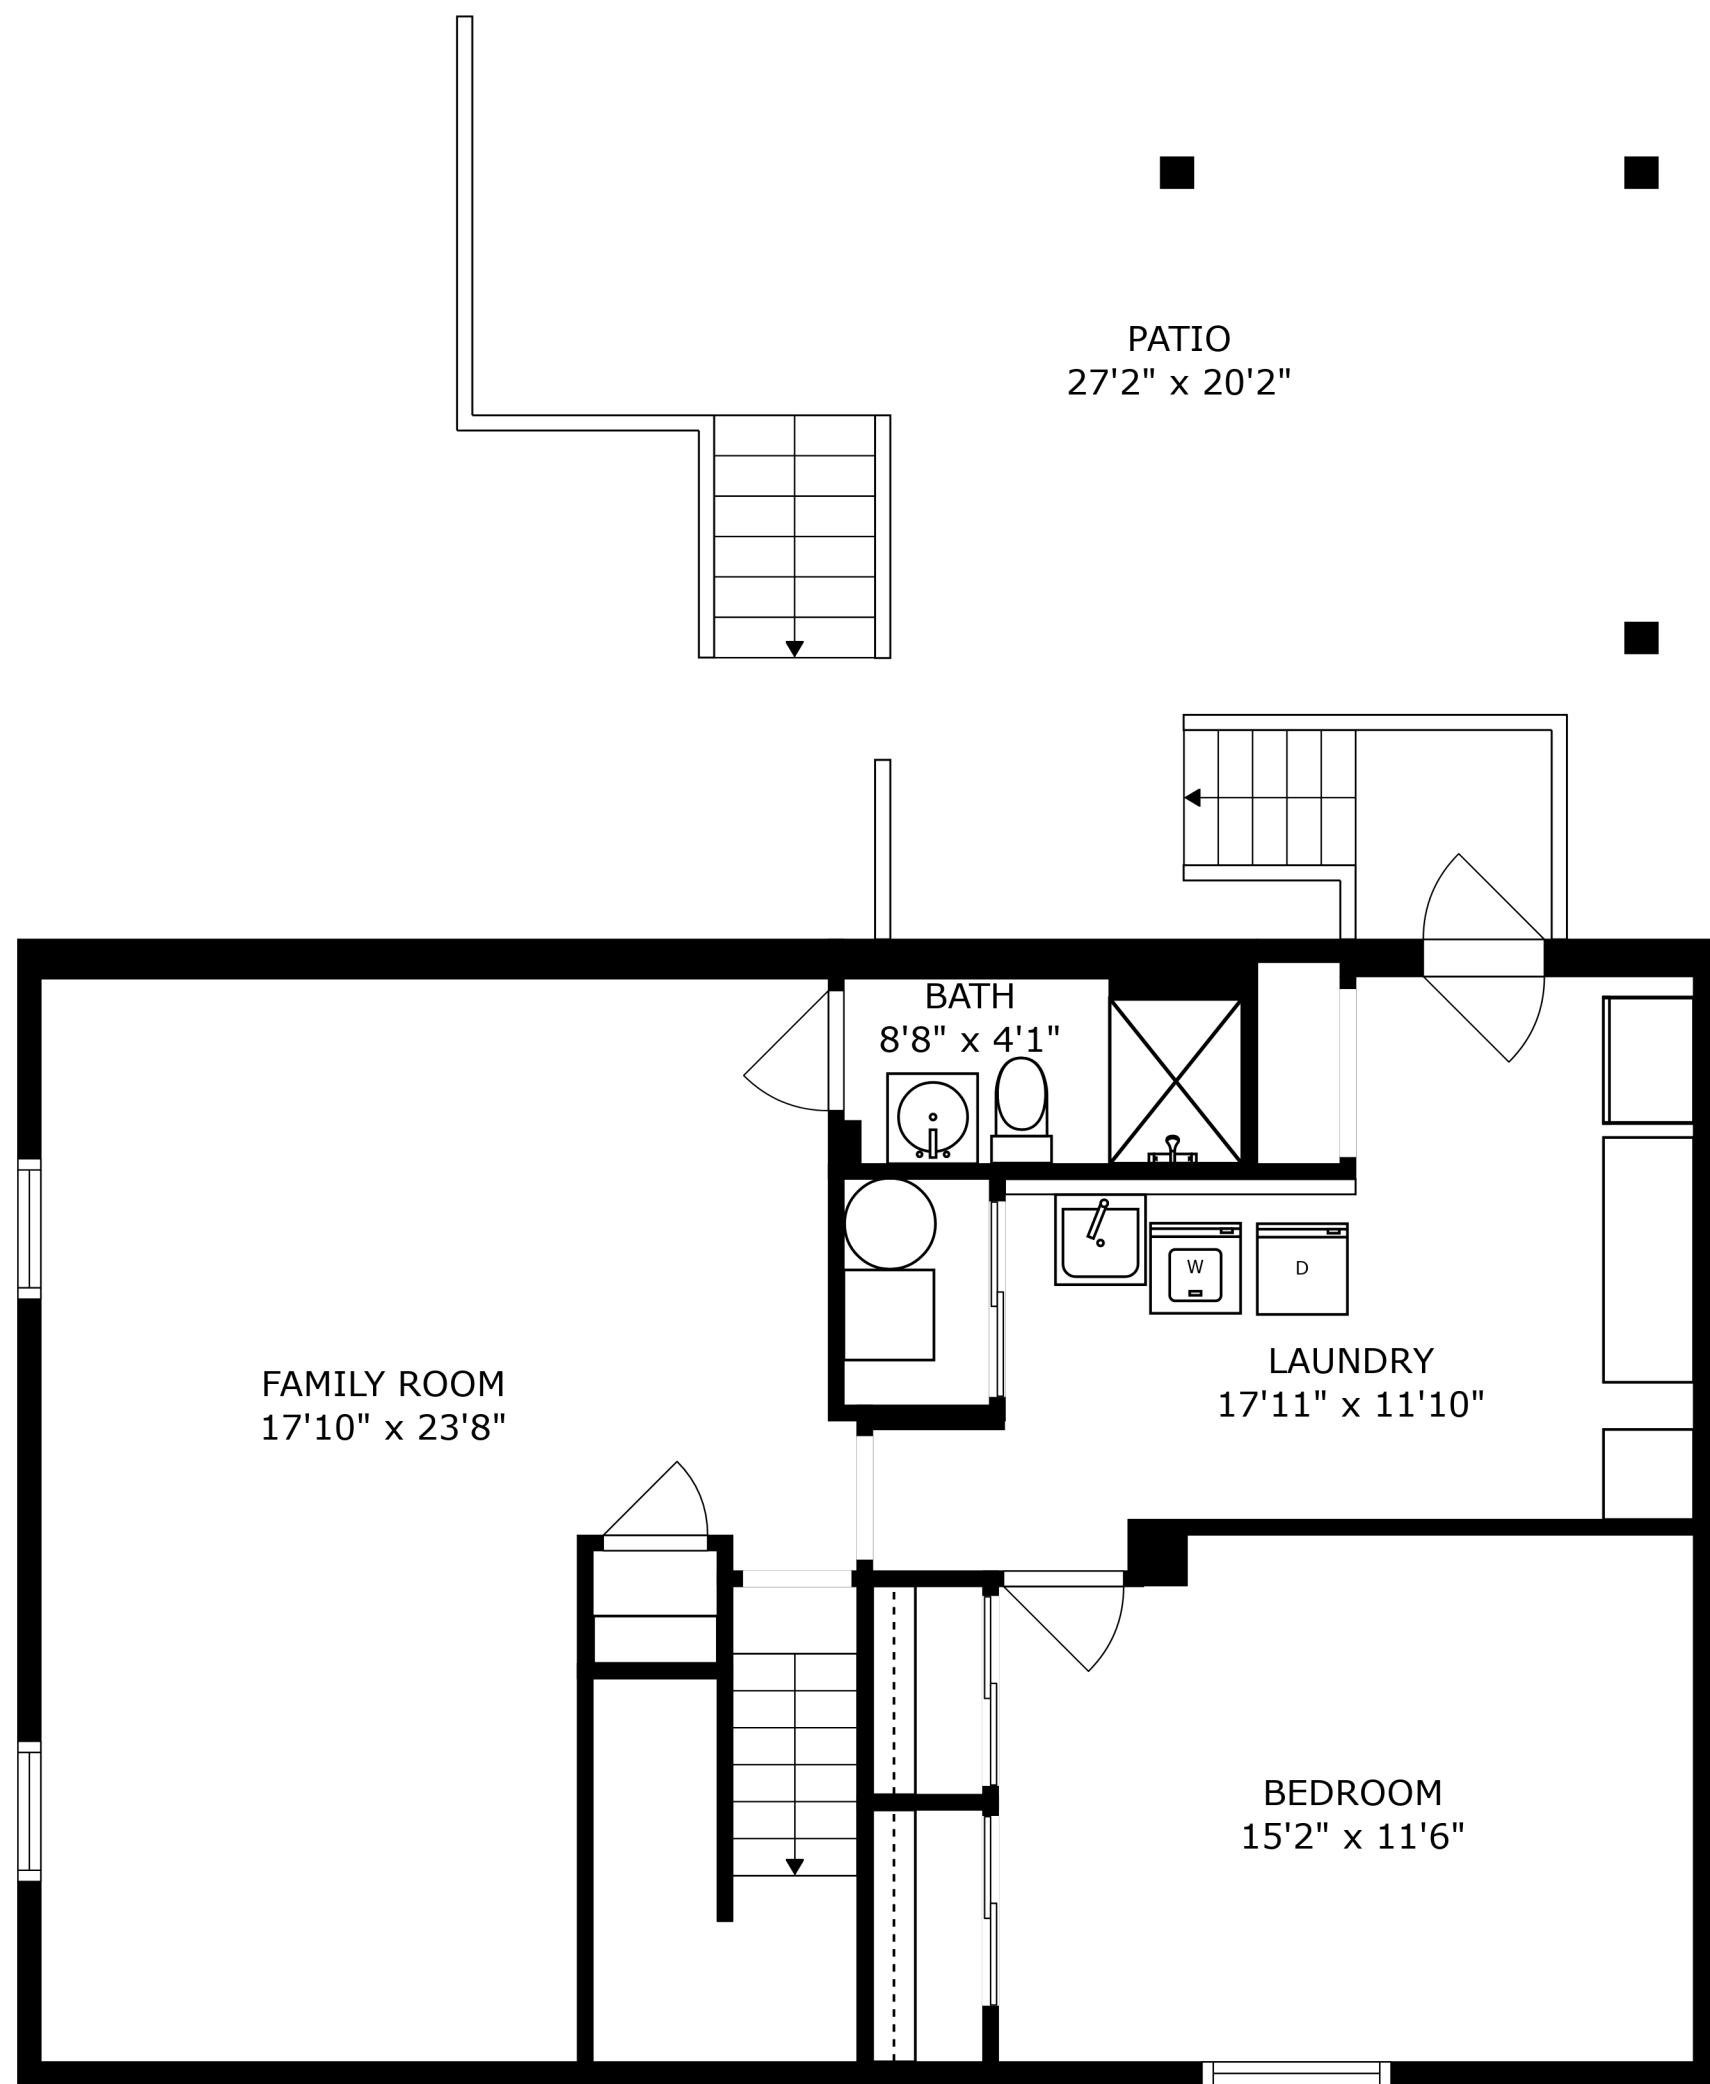 PATIO
27'2" x 20'2"
BATH
8'8" x 4'1"
W
D
LAUNDRY
17'11" x 11'10"
FAMILY ROOM
17'10" x 23'8"
BEDROOM
15'2" x 11'6"